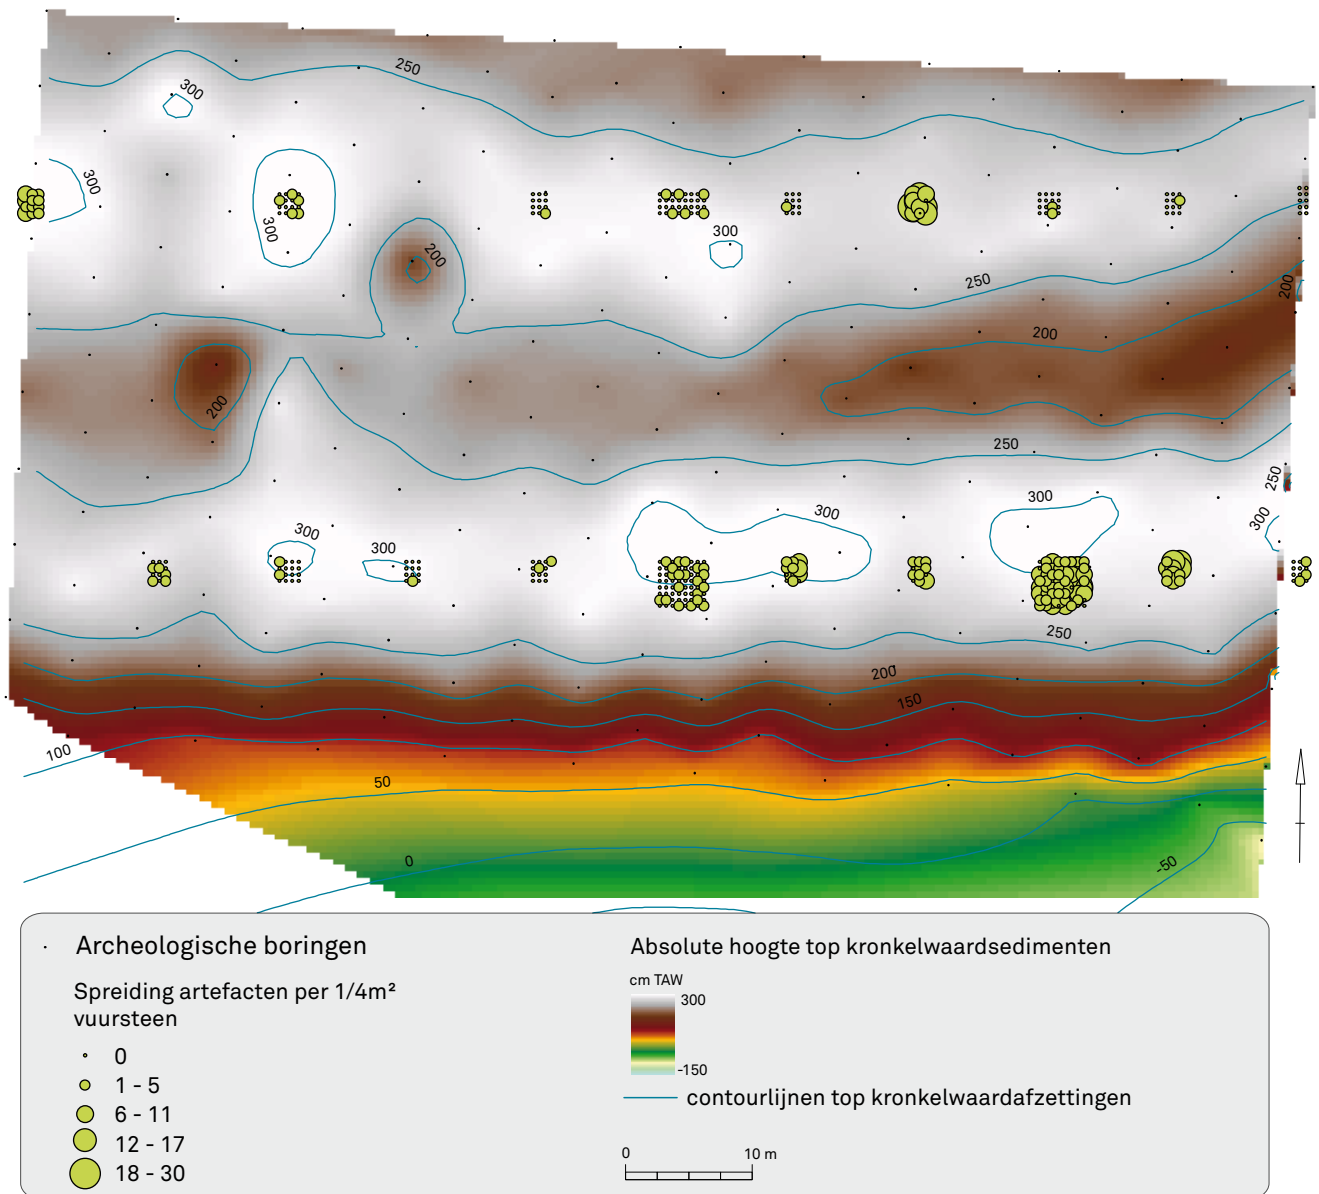 250
300
300
300
200
300
250
200
200
200
250
250
300
300
300
300
300
250
200
150
100
50
0
-50
Archeologische boringen
Spreiding artefacten per 1/4m²
vuursteen
0
1 - 5
6 - 11
12 - 17
18 - 30
Absolute hoogte top kronkelwaardsedimenten
cm TAW
300
-150
contourlijnen top kronkelwaardafzettingen
0 10 m